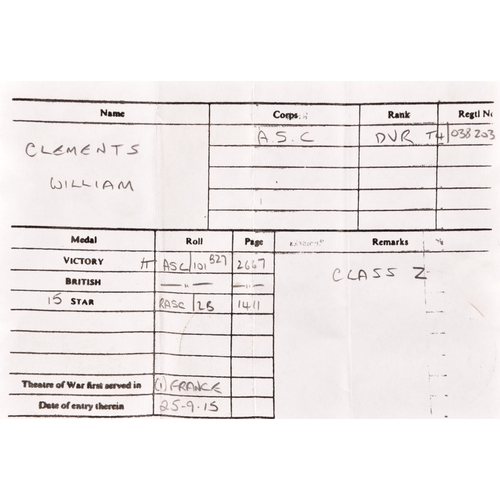 Name Corps. Rank Regtl No
CLEMENTS WILLIAM A.S.C DVR T4/038203
Medal Roll Page Remarks
VICTORY H ASC/101 B27 2667 CLASS Z
BRITISH —"— —"—
15 STAR RASC/2B 1411
Theatre of War first served in (1) FRANCE
Date of entry therein 25-9-15